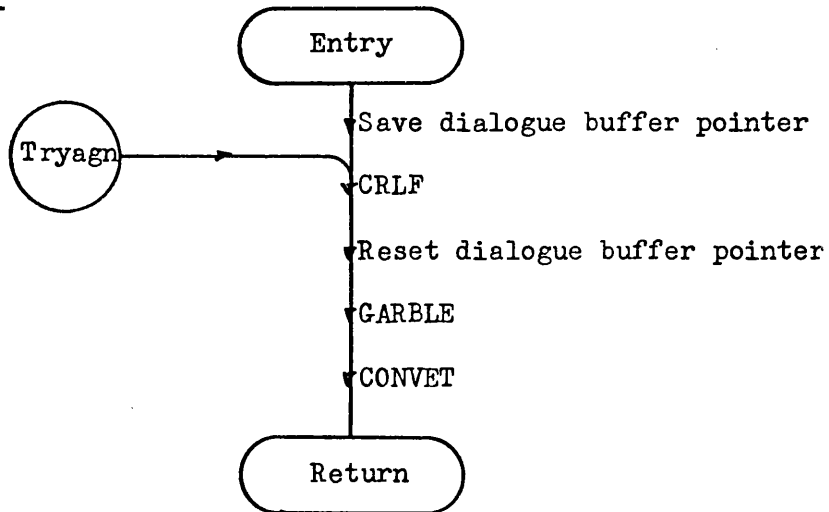 Entry
Save dialogue buffer pointer
Tryagn
CRLF
Reset dialogue buffer pointer
GARBLE
CONVET
Return